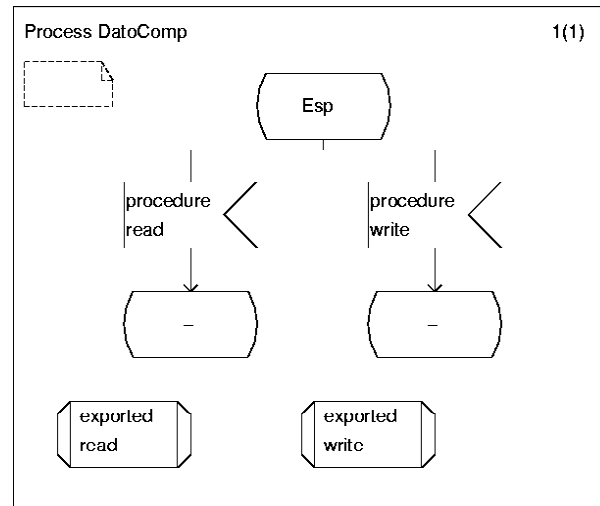 Process DatoComp 1(1)
Esp
procedure
read
procedure
write
–
–
exported
read
exported
write